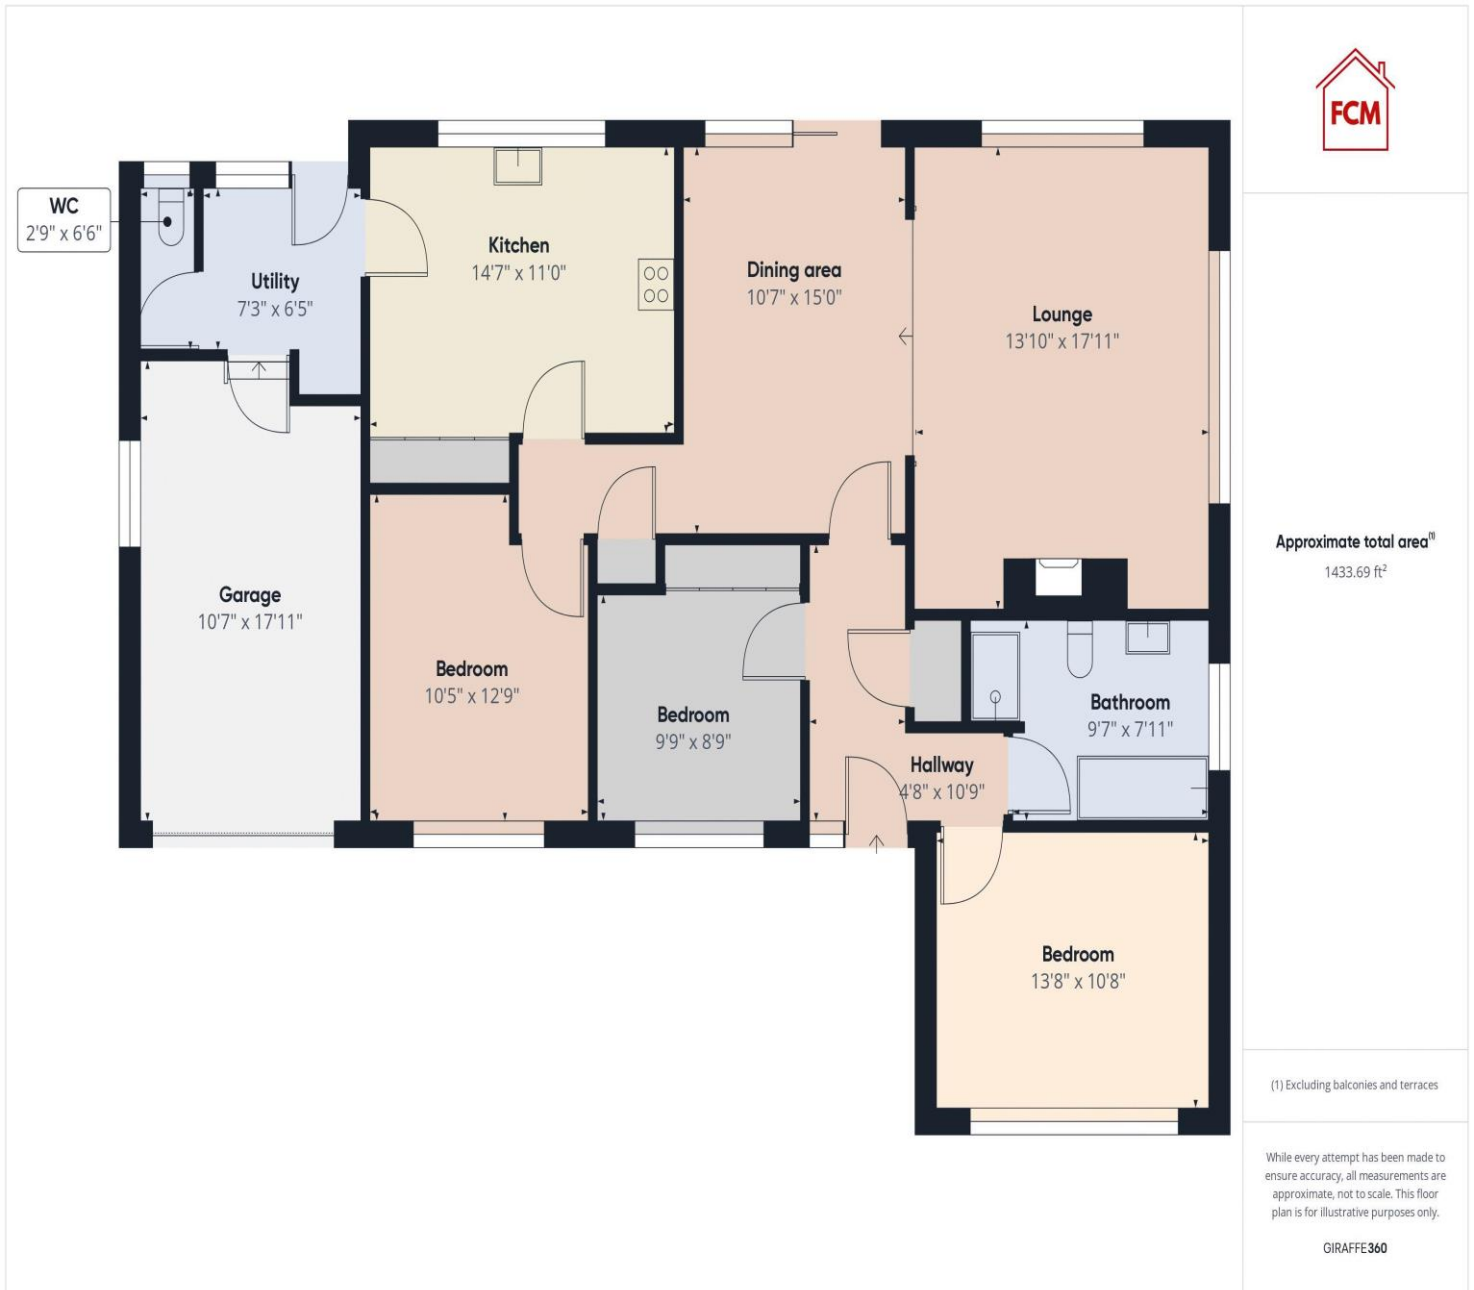 FCM
WC
2'9" x 6'6"
Utility
7'3" x 6'5"
Kitchen
14'7" x 11'0"
Dining area
10'7" x 15'0"
Lounge
13'10" x 17'11"
Garage
10'7" x 17'11"
Bedroom
10'5" x 12'9"
Bedroom
9'9" x 8'9"
Hallway
4'8" x 10'9"
Bathroom
9'7" x 7'11"
Bedroom
13'8" x 10'8"
Approximate total area⁽¹⁾
1433.69 ft²
(1) Excluding balconies and terraces
While every attempt has been made to
ensure accuracy, all measurements are
approximate, not to scale. This floor
plan is for illustrative purposes only.
GIRAFFE360